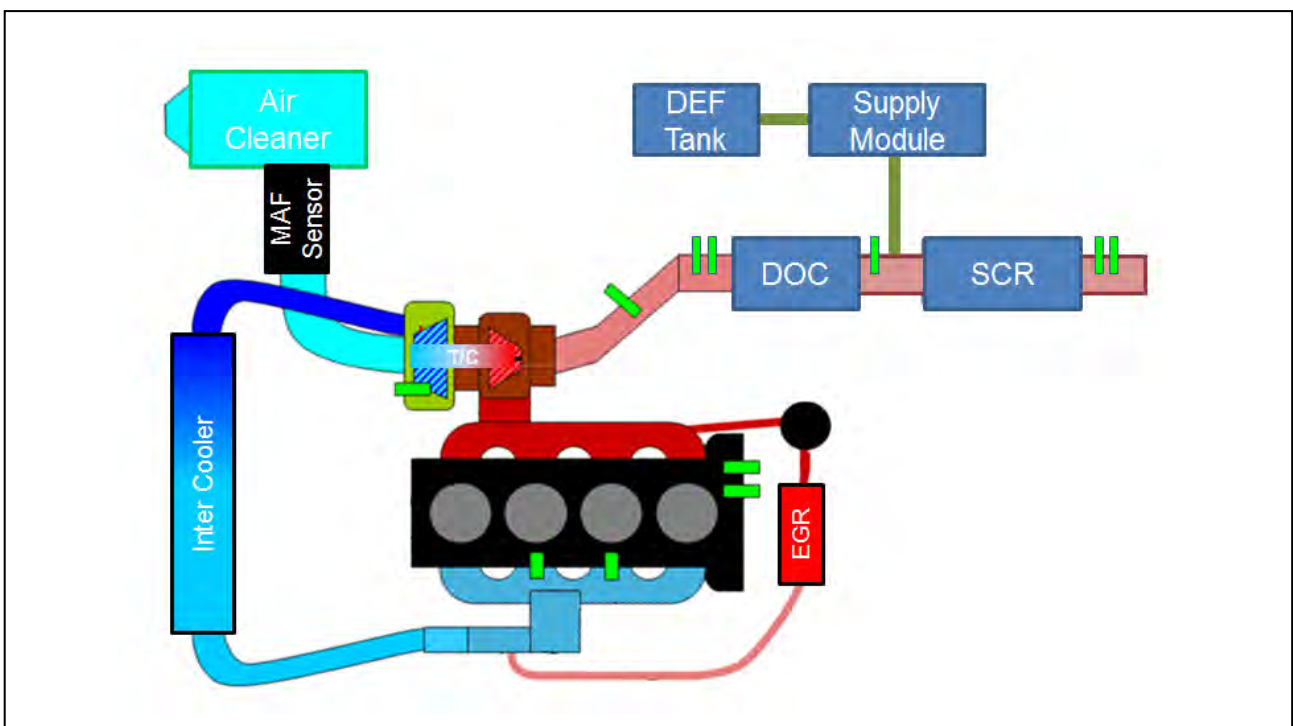 Air
Cleaner
DEF
Tank
Supply
Module
MAF
Sensor
DOC
SCR
T/C
Inter Cooler
EGR